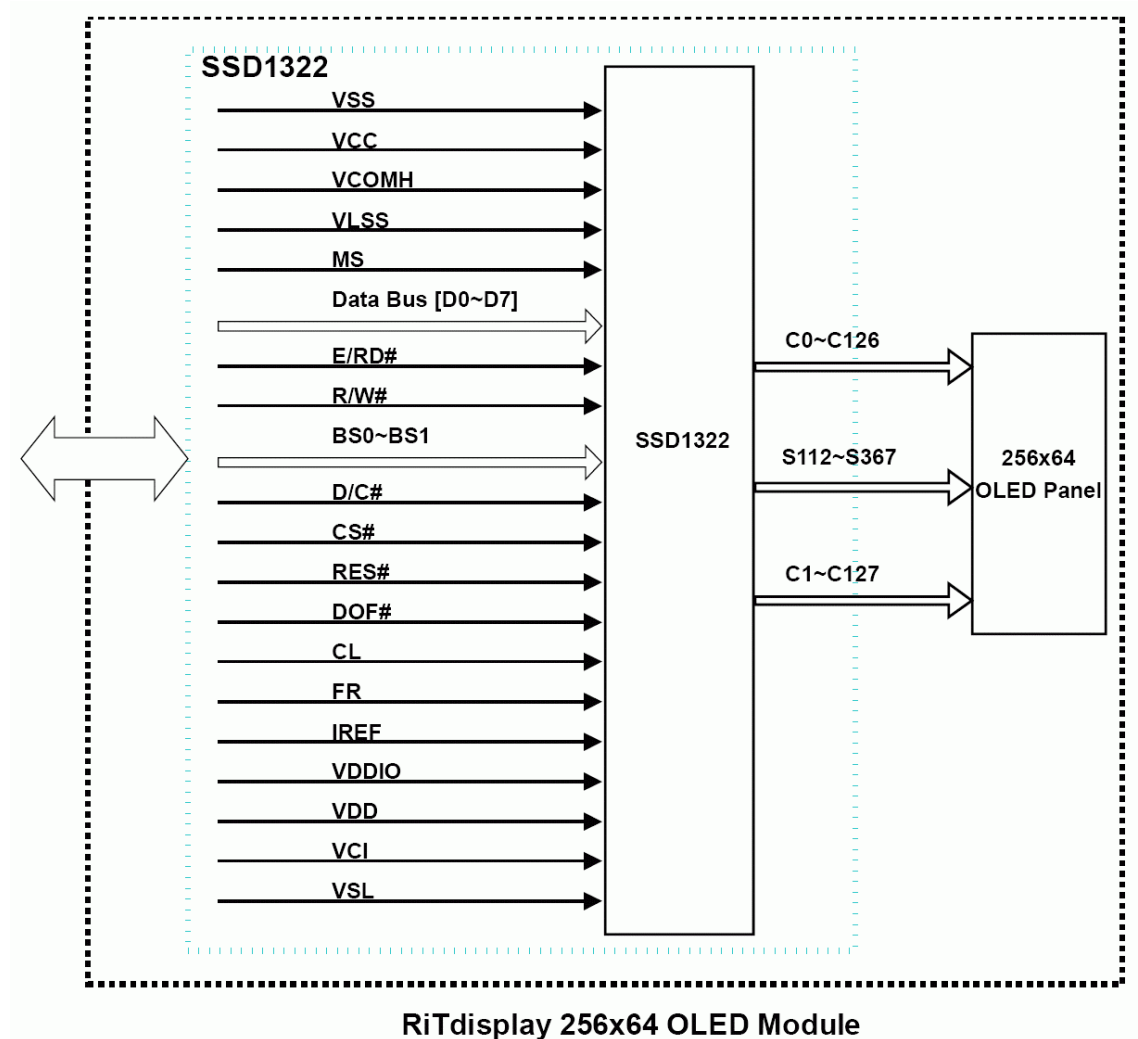 SSD1322
VSS
VCC
VCOMH
VLSS
MS
Data Bus [D0~D7]
E/RD#
R/W#
BS0~BS1
D/C#
CS#
RES#
DOF#
CL
FR
IREF
VDDIO
VDD
VCI
VSL
SSD1322
C0~C126
S112~S367
C1~C127
256x64
OLED Panel
RiTdisplay 256x64 OLED Module